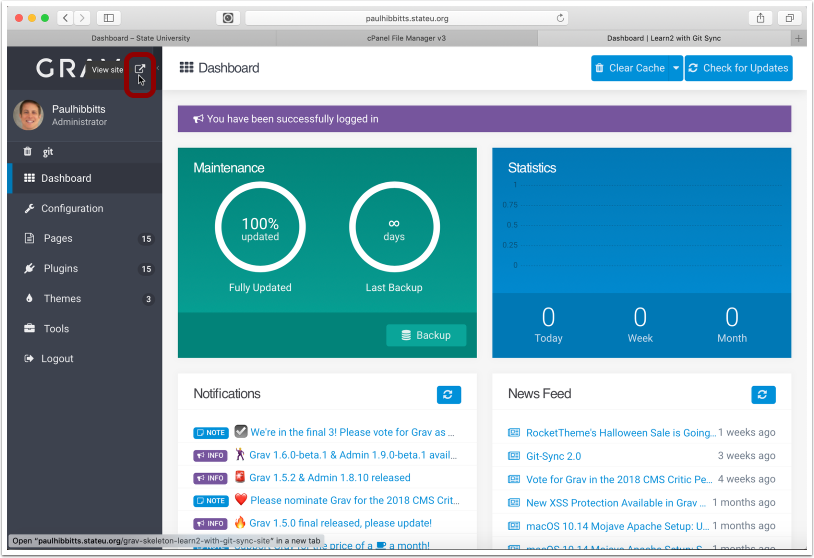 paulhibbitts.stateu.org
Dashboard – State University
cPanel File Manager v3
Dashboard | Learn2 with Git Sync
GRAV
View site
Dashboard
Clear Cache
Check for Updates
Paulhibbitts
Administrator
You have been successfully logged in
git
Dashboard
Configuration
Pages 15
Plugins 15
Themes 3
Tools
Logout
Maintenance
100%
updated
Fully Updated
∞
days
Last Backup
Backup
Statistics
1
0.75
0.5
0.25
0
0 0 0
Today Week Month
Notifications
NOTE We're in the final 3! Please vote for Grav as ...
INFO Grav 1.6.0-beta.1 & Admin 1.9.0-beta.1 avail...
INFO Grav 1.5.2 & Admin 1.8.10 released
NOTE Please nominate Grav for the 2018 CMS Crit...
INFO Grav 1.5.0 final released, please update!
Support Grav for the price of a a month!
News Feed
RocketTheme's Halloween Sale is Going... 1 weeks ago
Git-Sync 2.0 3 weeks ago
Vote for Grav in the 2018 CMS Critic Pe... 4 weeks ago
New XSS Protection Available in Grav ... 1 months ago
macOS 10.14 Mojave Apache Setup: U... 1 months ago
macOS 10.14 Mojave Apache Setup: M... 1 months ago
Open "paulhibbitts.stateu.org/grav-skeleton-learn2-with-git-sync-site" in a new tab